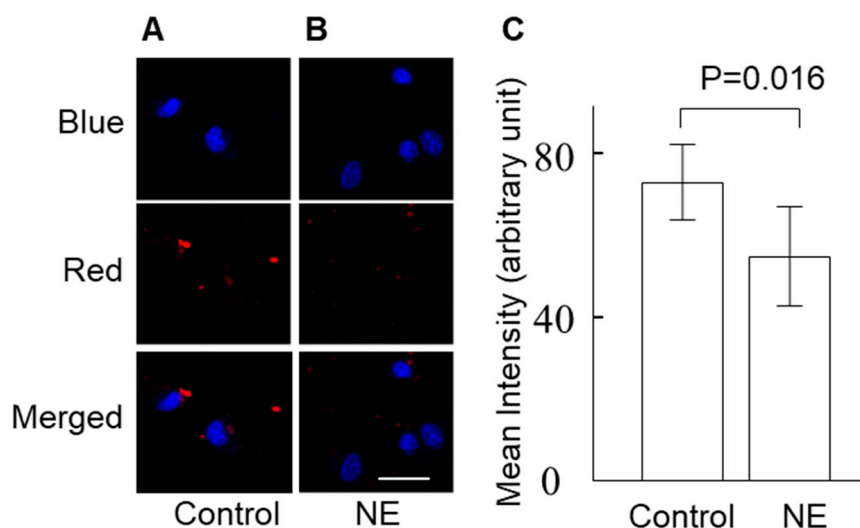 A
B
C
Blue
Red
Merged
Control
NE
P=0.016
Mean Intensity (arbitrary unit)
80
40
0
Control
NE